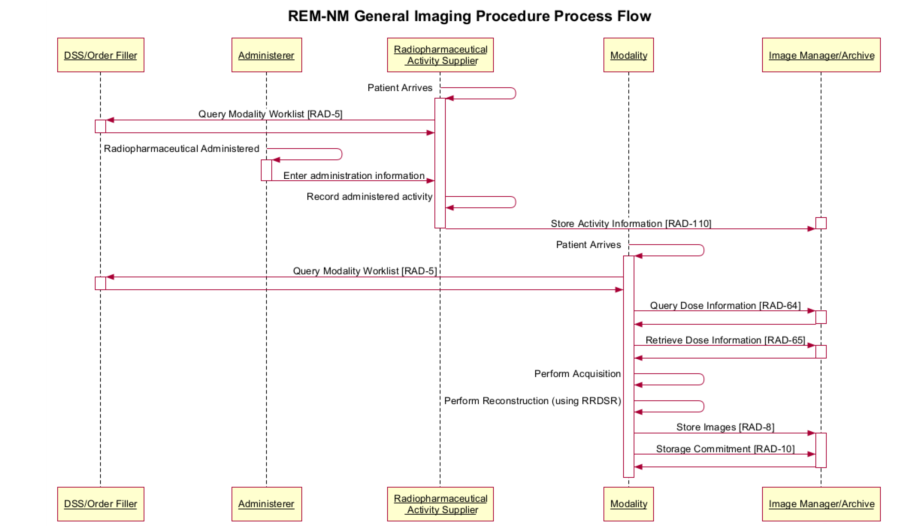 REM-NM General Imaging Procedure Process Flow
DSS/Order Filler
Administerer
Radiopharmaceutical
Activity Supplier
Modality
Image Manager/Archive
Patient Arrives
Query Modality Worklist [RAD-5]
Radiopharmaceutical Administered
Enter administration information
Record administered activity
Store Activity Information [RAD-110]
Patient Arrives
Query Modality Worklist [RAD-5]
Query Dose Information [RAD-64]
Retrieve Dose Information [RAD-65]
Perform Acquisition
Perform Reconstruction (using RRDSR)
Store Images [RAD-8]
Storage Commitment [RAD-10]
DSS/Order Filler
Administerer
Radiopharmaceutical
Activity Supplier
Modality
Image Manager/Archive